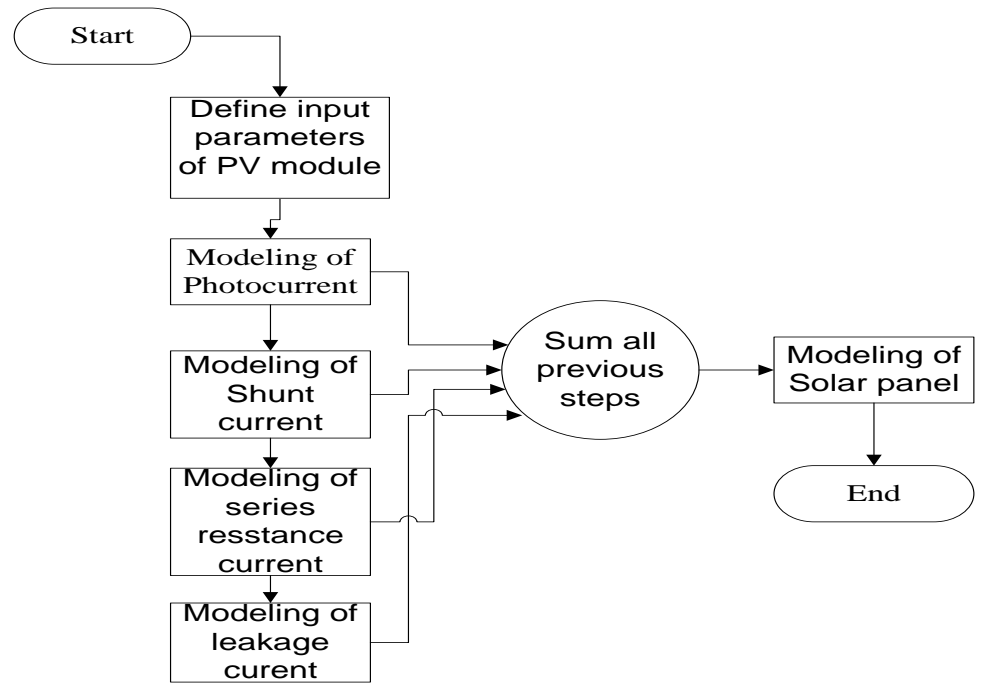 Start
Define input
parameters
of PV module
Modeling of
Photocurrent
Modeling of
Shunt
current
Modeling of
series
resstance
current
Modeling of
leakage
curent
Sum all
previous
steps
Modeling of
Solar panel
End